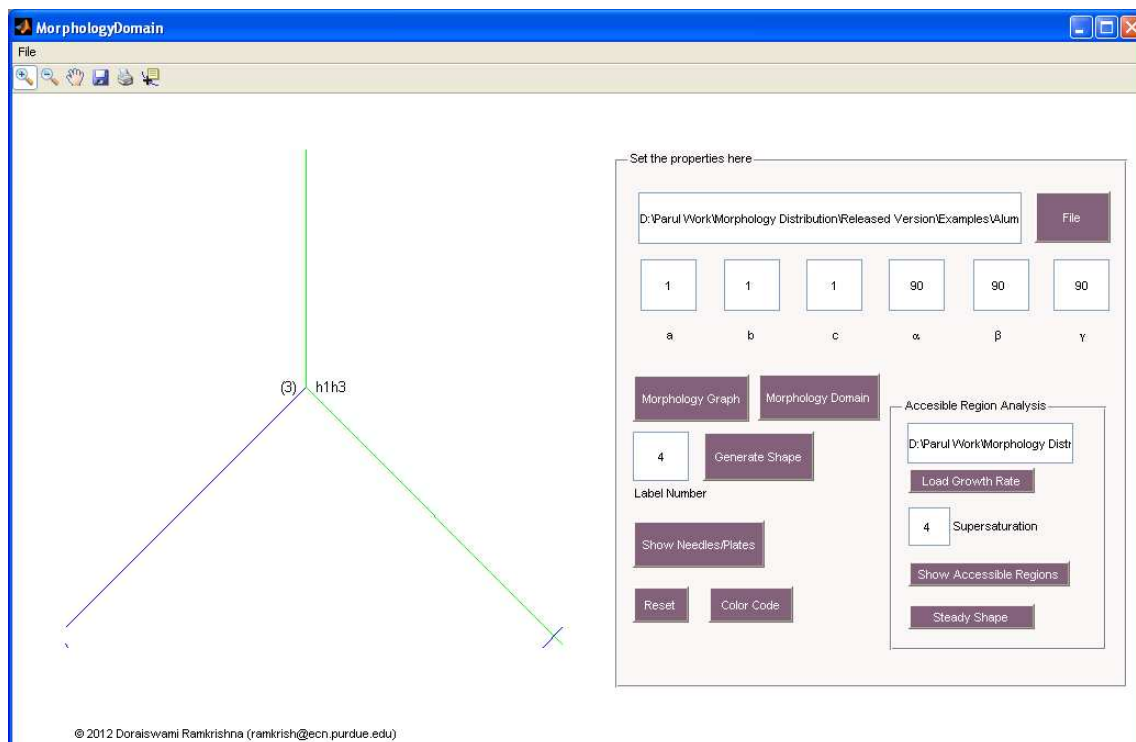 MorphologyDomain
File
Set the properties here
D:\Parul Work\Morphology Distribution\Released Version\Examples\Alum
File
1 1 1 90 90 90
a b c α β γ
(3) h1h3
Morphology Graph Morphology Domain
Accesible Region Analysis
D:\Parul Work\Morphology Distr
4 Generate Shape
Load Growth Rate
Label Number
4 Supersaturation
Show Needles/Plates
Show Accessible Regions
Reset Color Code
Steady Shape
© 2012 Doraiswami Ramkrishna (ramkrish@ecn.purdue.edu)